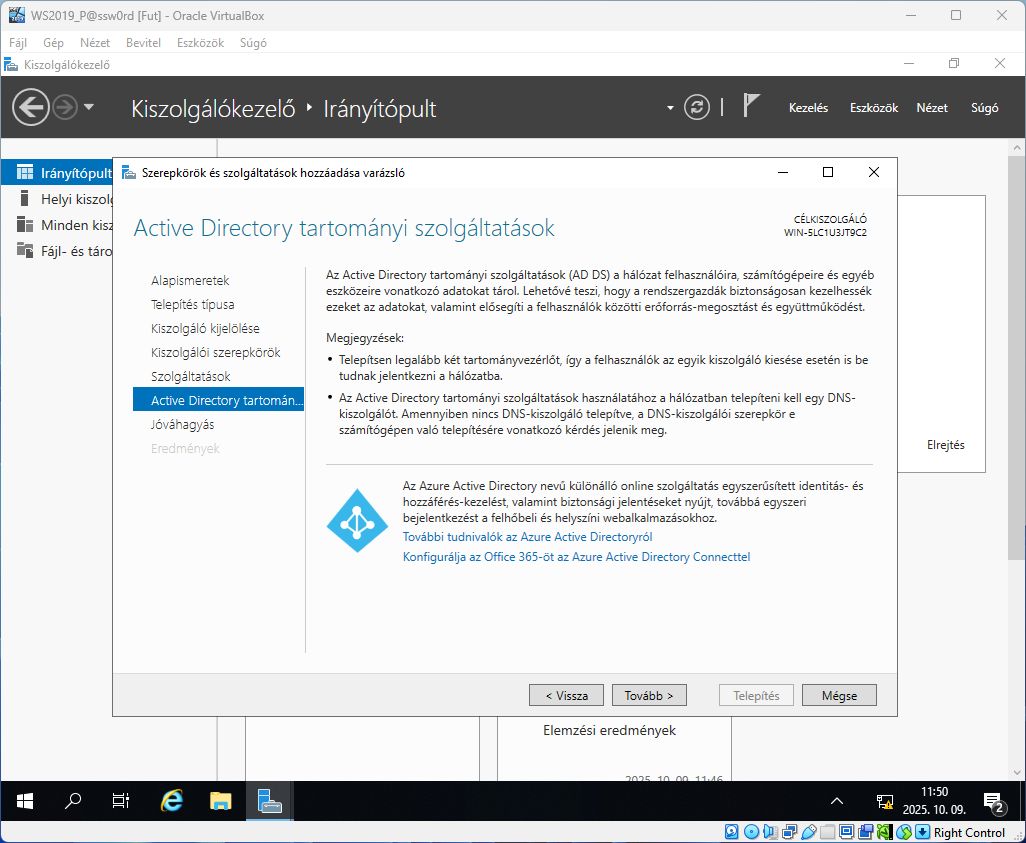 WS2019_P@ssw0rd [Fut] - Oracle VirtualBox
Fájl Gép Nézet Bevitel Eszközök Súgó
Kiszolgálókezelő
Kiszolgálókezelő Irányítópult
Kezelés Eszközök Nézet Súgó
Irányítópult
Helyi kiszolg
Minden kisz
Fájl- és táro
Szerepkörök és szolgáltatások hozzáadása varázsló
Active Directory tartományi szolgáltatások
CÉLKISZOLGÁLÓ
WIN-5LC1U3JT9C2
Alapismeretek
Telepítés típusa
Kiszolgáló kijelölése
Kiszolgálói szerepkörök
Szolgáltatások
Active Directory tartomán...
Jóváhagyás
Eredmények
Az Active Directory tartományi szolgáltatások (AD DS) a hálózat felhasználóira, számítógépeire és egyéb
eszközeire vonatkozó adatokat tárol. Lehetővé teszi, hogy a rendszergazdák biztonságosan kezelhessék
ezeket az adatokat, valamint elősegíti a felhasználók közötti erőforrás-megosztást és együttműködést.
Megjegyzések:
• Telepítsen legalább két tartományvezérlőt, így a felhasználók az egyik kiszolgáló kiesése esetén is be
tudnak jelentkezni a hálózatba.
• Az Active Directory tartományi szolgáltatások használatához a hálózatban telepíteni kell egy DNS-
kiszolgálót. Amennyiben nincs DNS-kiszolgáló telepítve, a DNS-kiszolgálói szerepkör e
számítógépen való telepítésére vonatkozó kérdés jelenik meg.
Az Azure Active Directory nevű különálló online szolgáltatás egyszerűsített identitás- és
hozzáférés-kezelést, valamint biztonsági jelentéseket nyújt, továbbá egyszeri
bejelentkezést a felhőbeli és helyszíni webalkalmazásokhoz.
További tudnivalók az Azure Active Directoryról
Konfigurálja az Office 365-öt az Azure Active Directory Connecttel
Elrejtés
< Vissza Tovább > Telepítés Mégse
Elemzési eredmények
2025. 10. 09. 11:46
11:50
2025. 10. 09.
2
Right Control